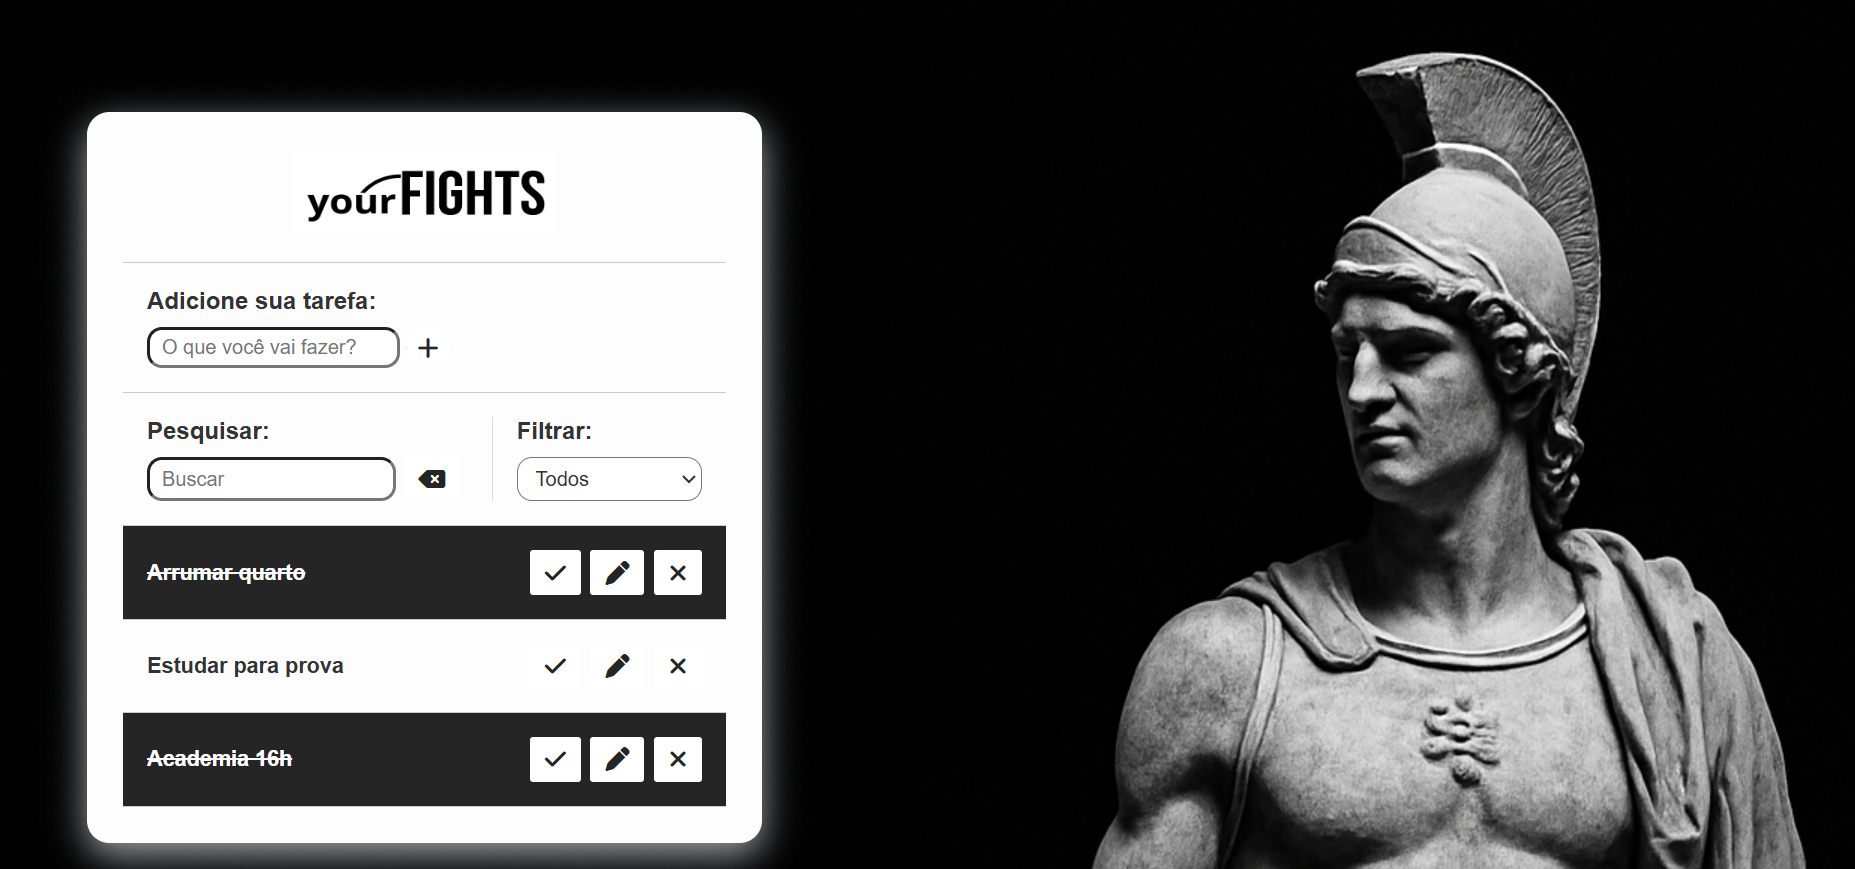 yourFIGHTS
Adicione sua tarefa:
O que você vai fazer?
Pesquisar:
Filtrar:
Buscar
Todos
Arrumar quarto
Estudar para prova
Academia 16h